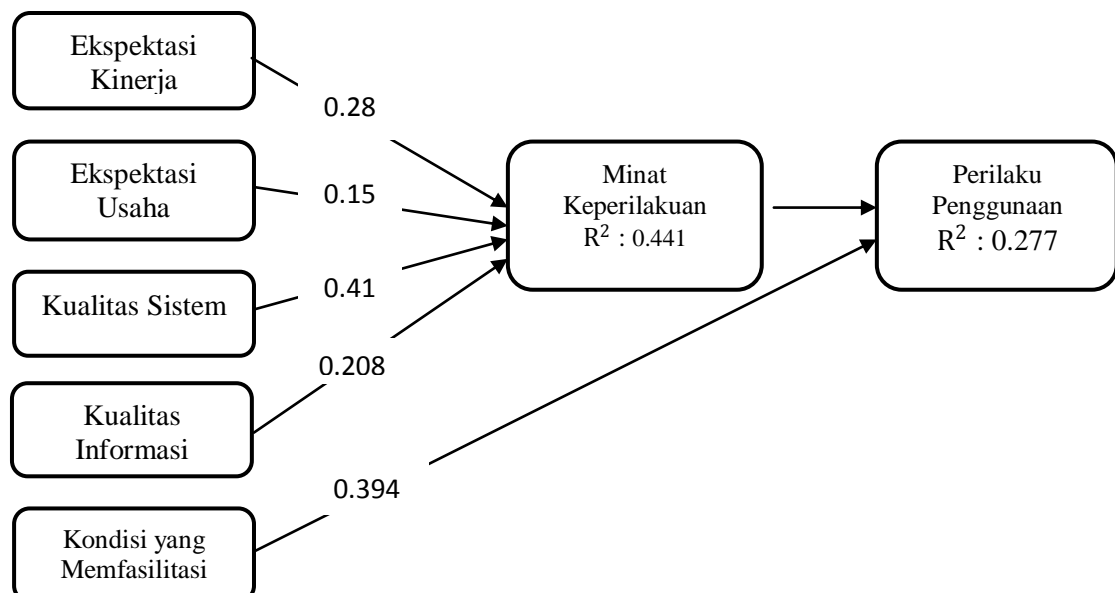 Ekspektasi
Kinerja
0.28
Ekspektasi
Usaha
0.15
Kualitas Sistem
0.41
Kualitas
Informasi
0.208
Kondisi yang
Memfasilitasi
0.394
Minat
Keperilakuan
R² : 0.441
Perilaku
Penggunaan
R² : 0.277